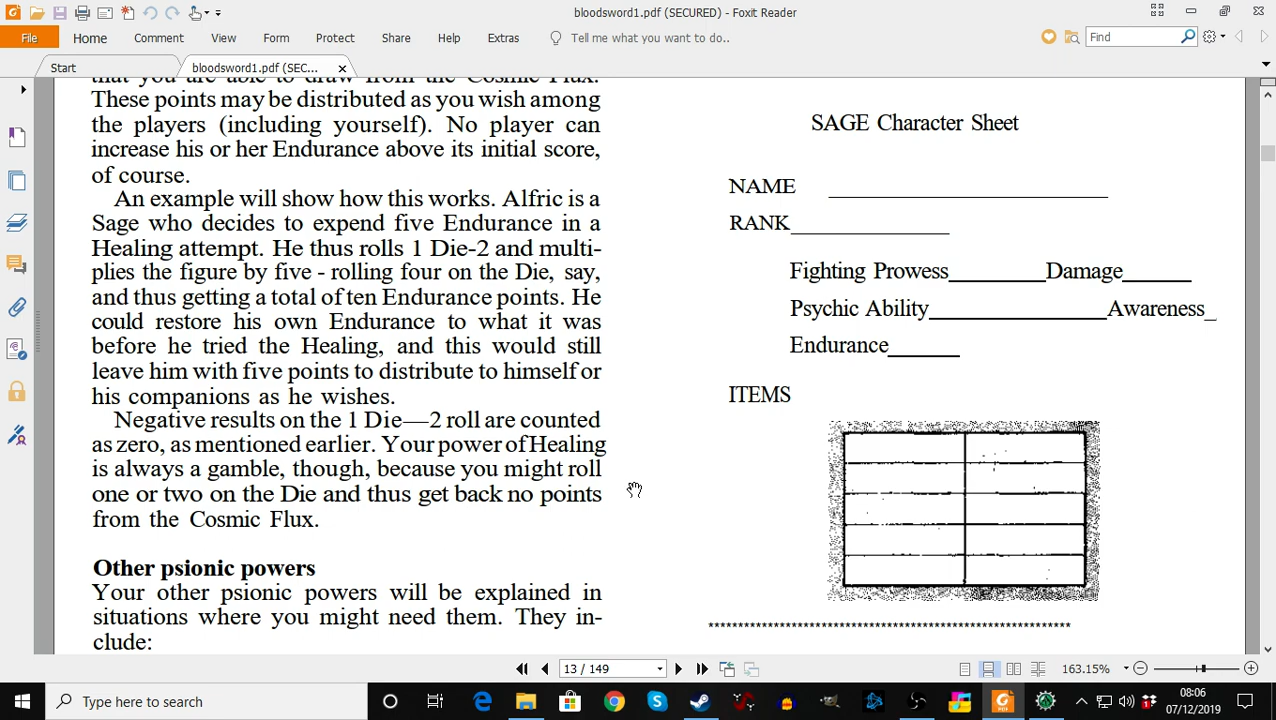 bloodsword1.pdf (SECURED) - Foxit Reader
File
Home
Comment
View
Form
Protect
Share
Help
Extras
Tell me what you want to do..
Find
Start
bloodsword1.pdf (SEC...
that you are able to draw from the Cosmic Flux.
These points may be distributed as you wish among
the players (including yourself). No player can
increase his or her Endurance above its initial score,
of course.
An example will show how this works. Alfric is a
Sage who decides to expend five Endurance in a
Healing attempt. He thus rolls 1 Die-2 and multi-
plies the figure by five - rolling four on the Die, say,
and thus getting a total of ten Endurance points. He
could restore his own Endurance to what it was
before he tried the Healing, and this would still
leave him with five points to distribute to himself or
his companions as he wishes.
Negative results on the 1 Die—2 roll are counted
as zero, as mentioned earlier. Your power of Healing
is always a gamble, though, because you might roll
one or two on the Die and thus get back no points
from the Cosmic Flux.
Other psionic powers
Your other psionic powers will be explained in
situations where you might need them. They in-
clude:
SAGE Character Sheet
NAME
RANK
Fighting Prowess Damage
Psychic Ability Awareness
Endurance
ITEMS
************************************************************
13 / 149
163.15%
Type here to search
08:06
07/12/2019